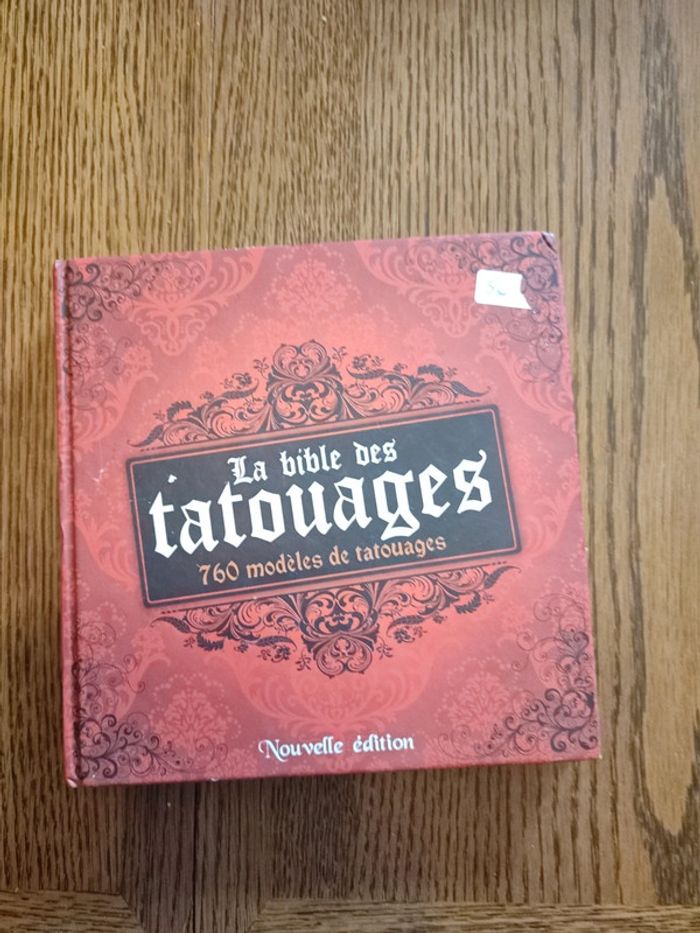 La bible des
tatouages
760 modèles de tatouages
Nouvelle édition